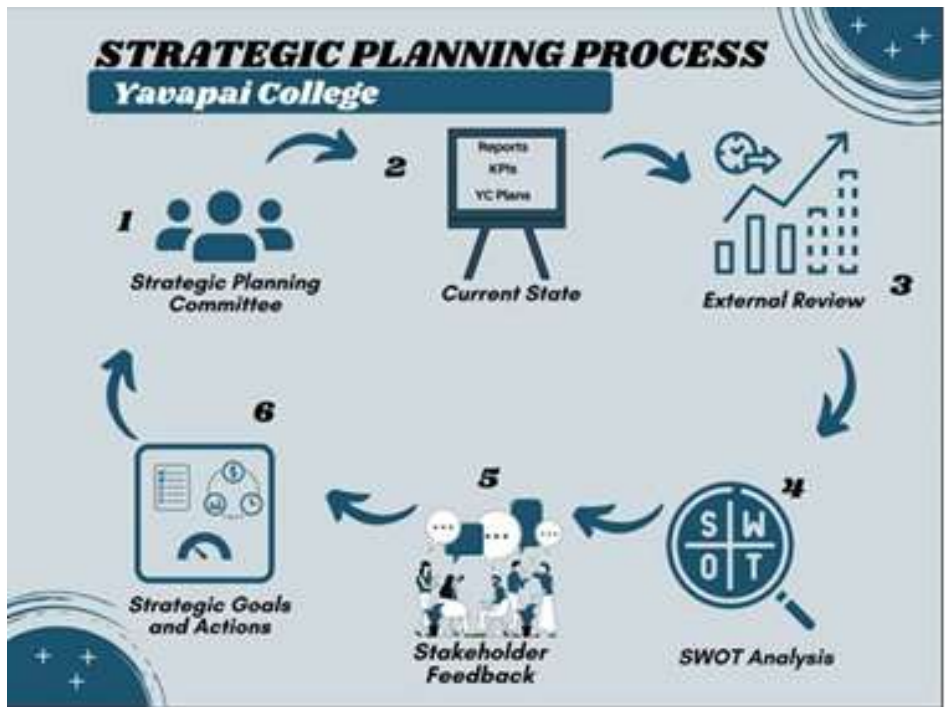 STRATEGIC PLANNING PROCESS
Yavapai College
1
Strategic Planning
Committee
2
Reports
KPIs
YC Plans
Current State
3
External Review
4
S W
O T
SWOT Analysis
5
Stakeholder
Feedback
6
$
Strategic Goals
and Actions